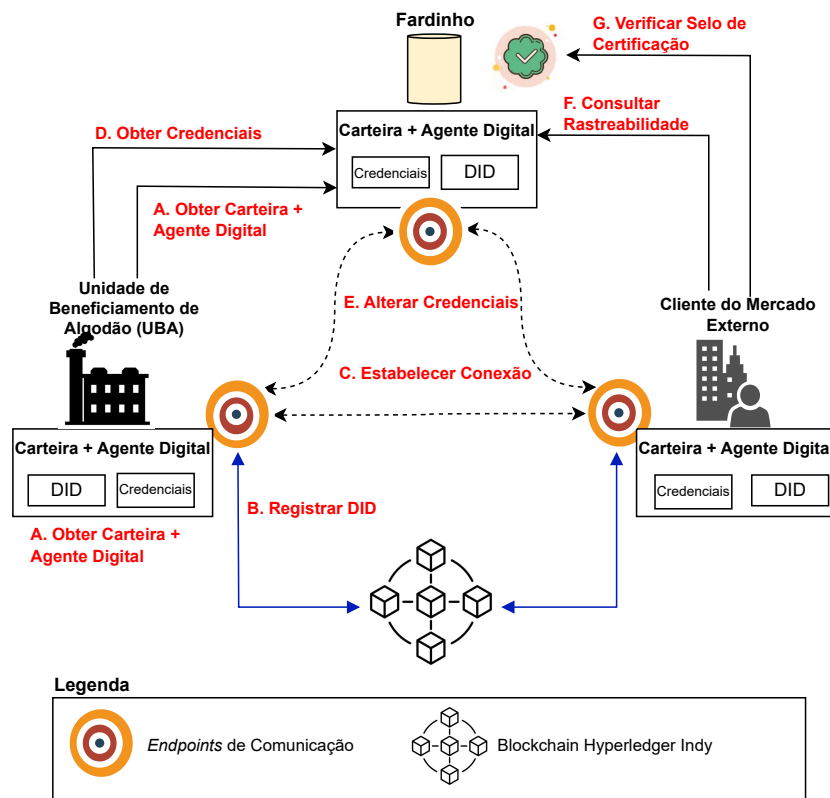 Fardinho
G. Verificar Selo de
Certificação
D. Obter Credenciais
F. Consultar
Rastreabilidade
Carteira + Agente Digital
Credenciais
DID
A. Obter Carteira +
Agente Digital
Unidade de
Beneficiamento de
Algodão (UBA)
E. Alterar Credenciais
Cliente do Mercado
Externo
C. Estabelecer Conexão
Carteira + Agente Digital
DID
Credenciais
Carteira + Agente Digita
Credenciais
DID
A. Obter Carteira +
Agente Digital
B. Registrar DID
Legenda
Endpoints de Comunicação
Blockchain Hyperledger Indy